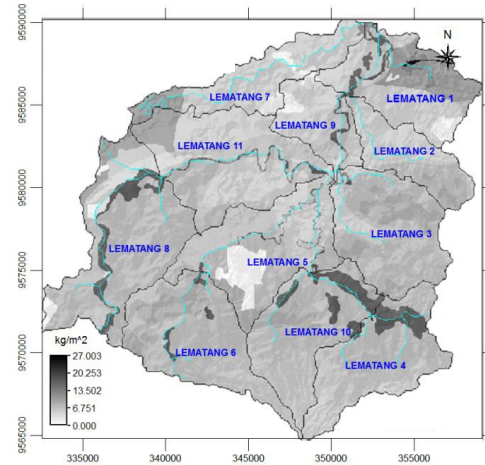 9590000
N
LEMATANG 7
LEMATANG 1
9585000
LEMATANG 9
LEMATANG 11
LEMATANG 2
9580000
LEMATANG 3
LEMATANG 8
9575000
LEMATANG 5
kg/m^2
27.003
LEMATANG 10
20.253
LEMATANG 6
9570000
13.502
LEMATANG 4
6.751
0.000
9565000
335000 340000 345000 350000 355000